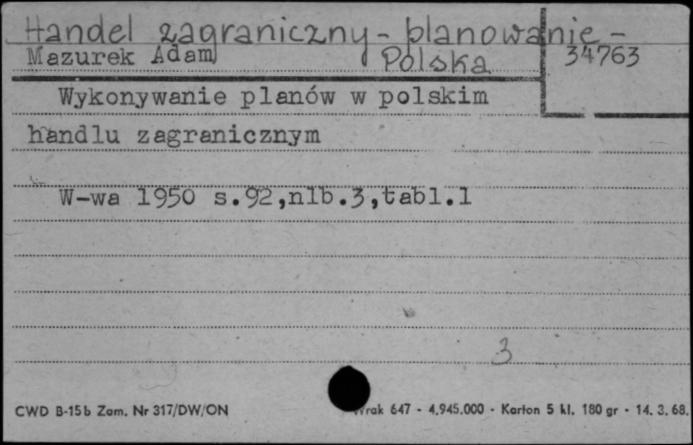 Handel zagraniczny - planowanie -
Mazurek Adam Polska 34763
Wykonywanie planów w polskim
handlu zagranicznym
W-wa 1950 s.92,nlb.3,tabl.1
3
CWD B-15b Zam. Nr 317/DW/ON rak 647 - 4.945.000 - Karton 5 kl. 180 gr - 14. 3. 68.